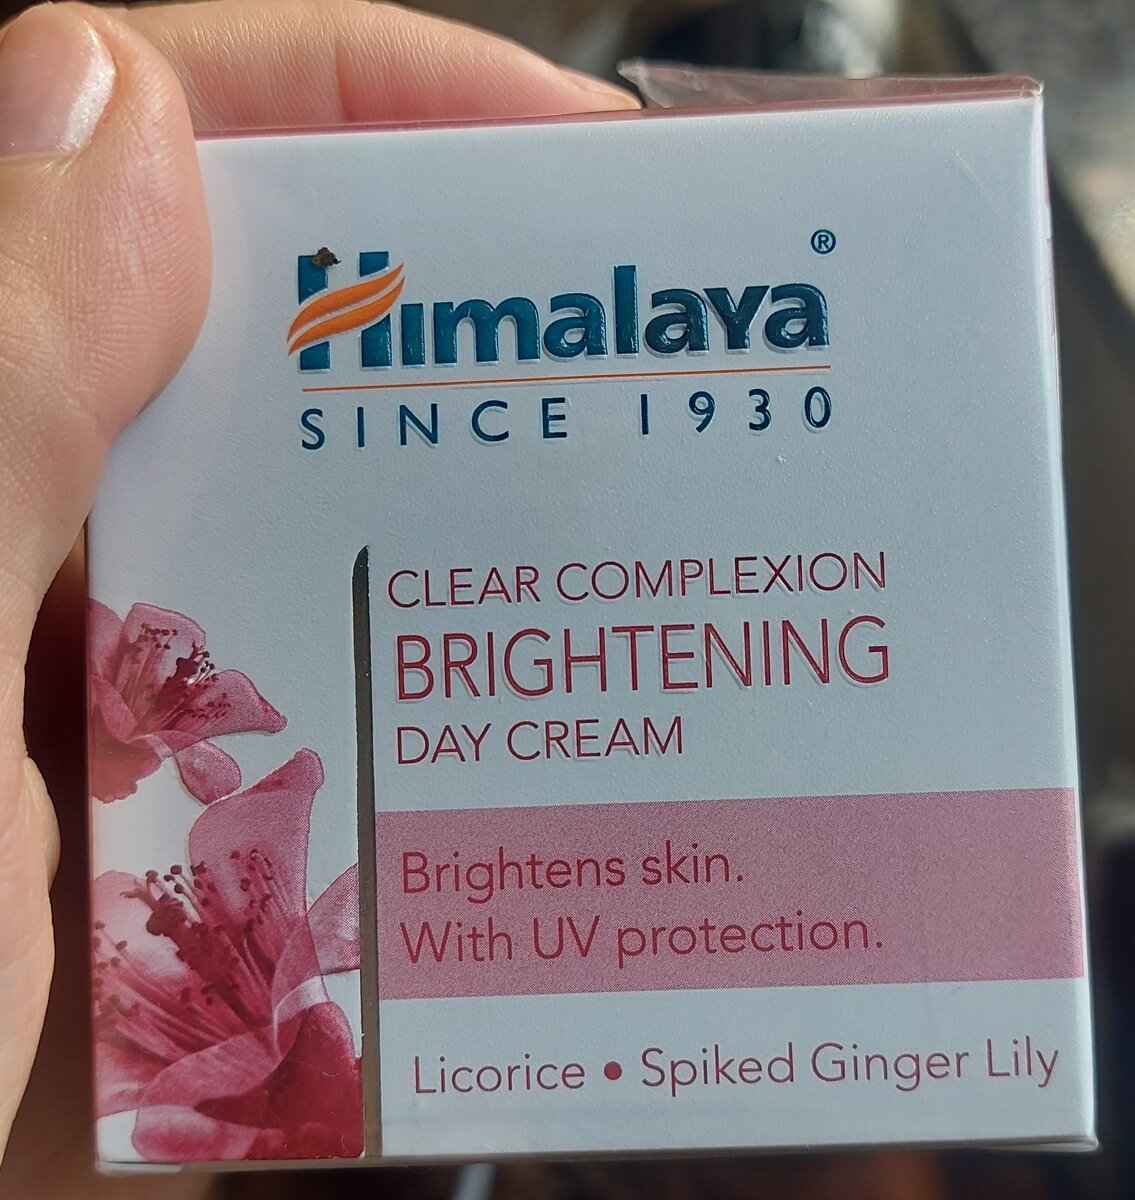 Himalaya®
SINCE 1930
CLEAR COMPLEXION
BRIGHTENING
DAY CREAM
Brightens skin.
With UV protection.
Licorice • Spiked Ginger Lily